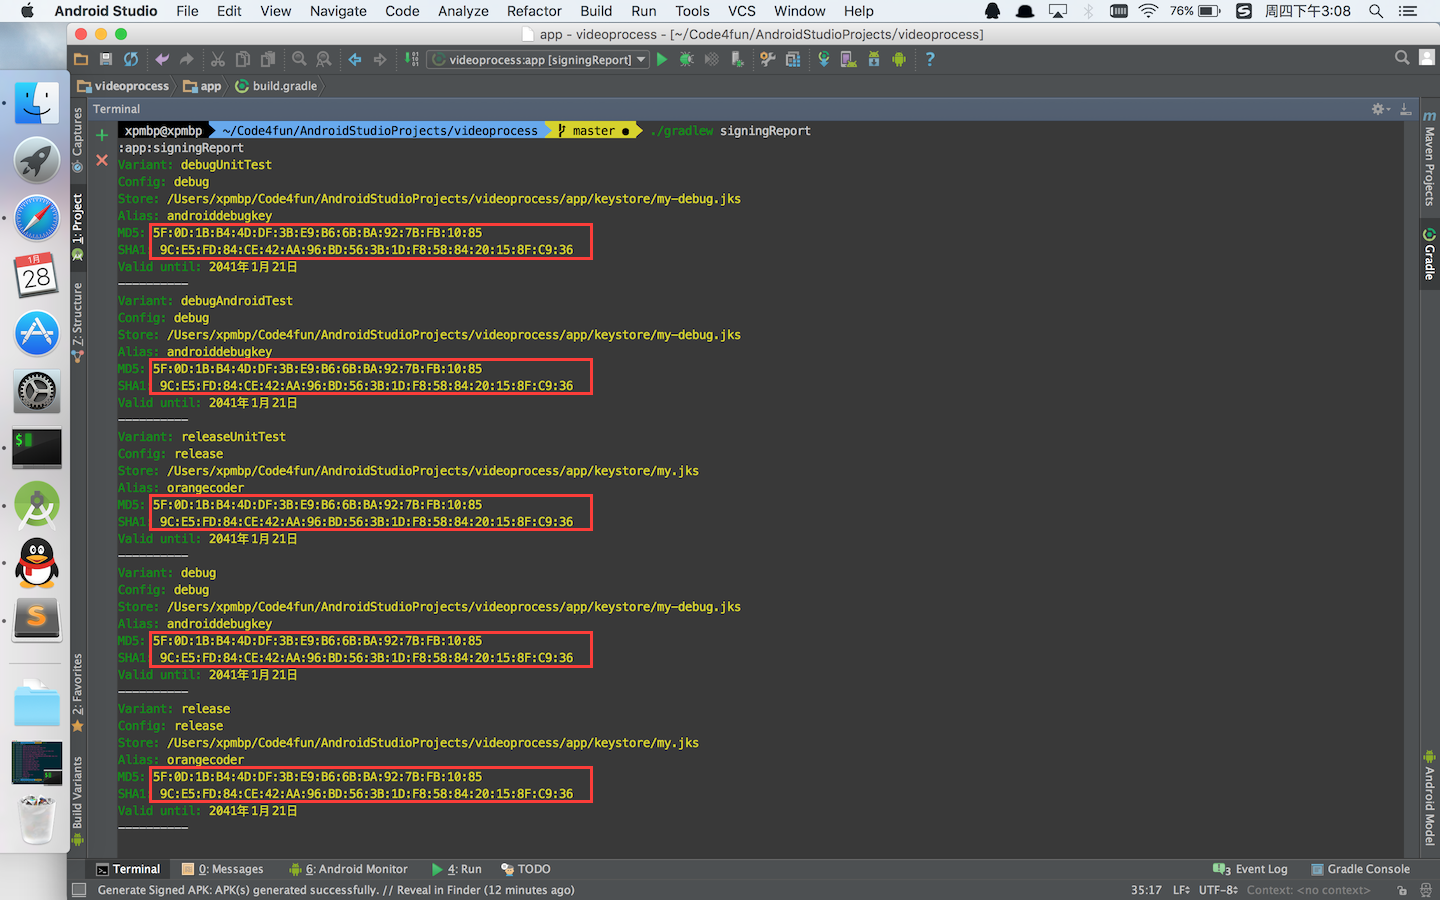 Android Studio File Edit View Navigate Code Analyze Refactor Build Run Tools VCS Window Help 76% 周四下午3:08
app - videoprocess - [~/Code4fun/AndroidStudioProjects/videoprocess]
videoprocess:app [signingReport]
videoprocess app build.gradle
Terminal
xpmbp@xpmbp ~/Code4fun/AndroidStudioProjects/videoprocess master ● ./gradlew signingReport
:app:signingReport
Variant: debugUnitTest
Config: debug
Store: /Users/xpmbp/Code4fun/AndroidStudioProjects/videoprocess/app/keystore/my-debug.jks
Alias: androiddebugkey
MD5: 5F:0D:1B:B4:4D:DF:3B:E9:B6:6B:BA:92:7B:FB:10:85
SHA1: 9C:E5:FD:84:CE:42:AA:96:BD:56:3B:1D:F8:58:84:20:15:8F:C9:36
Valid until: 2041年1月21日
----------
Variant: debugAndroidTest
Config: debug
Store: /Users/xpmbp/Code4fun/AndroidStudioProjects/videoprocess/app/keystore/my-debug.jks
Alias: androiddebugkey
MD5: 5F:0D:1B:B4:4D:DF:3B:E9:B6:6B:BA:92:7B:FB:10:85
SHA1: 9C:E5:FD:84:CE:42:AA:96:BD:56:3B:1D:F8:58:84:20:15:8F:C9:36
Valid until: 2041年1月21日
----------
Variant: releaseUnitTest
Config: release
Store: /Users/xpmbp/Code4fun/AndroidStudioProjects/videoprocess/app/keystore/my.jks
Alias: orangecoder
MD5: 5F:0D:1B:B4:4D:DF:3B:E9:B6:6B:BA:92:7B:FB:10:85
SHA1: 9C:E5:FD:84:CE:42:AA:96:BD:56:3B:1D:F8:58:84:20:15:8F:C9:36
Valid until: 2041年1月21日
----------
Variant: debug
Config: debug
Store: /Users/xpmbp/Code4fun/AndroidStudioProjects/videoprocess/app/keystore/my-debug.jks
Alias: androiddebugkey
MD5: 5F:0D:1B:B4:4D:DF:3B:E9:B6:6B:BA:92:7B:FB:10:85
SHA1: 9C:E5:FD:84:CE:42:AA:96:BD:56:3B:1D:F8:58:84:20:15:8F:C9:36
Valid until: 2041年1月21日
----------
Variant: release
Config: release
Store: /Users/xpmbp/Code4fun/AndroidStudioProjects/videoprocess/app/keystore/my.jks
Alias: orangecoder
MD5: 5F:0D:1B:B4:4D:DF:3B:E9:B6:6B:BA:92:7B:FB:10:85
SHA1: 9C:E5:FD:84:CE:42:AA:96:BD:56:3B:1D:F8:58:84:20:15:8F:C9:36
Valid until: 2041年1月21日
----------
Captures
1: Project
Z: Structure
2: Favorites
Build Variants
Maven Projects
Gradle
Android Model
1月
28
Terminal 0: Messages 6: Android Monitor 4: Run TODO 3 Event Log Gradle Console
Generate Signed APK: APK(s) generated successfully. // Reveal in Finder (12 minutes ago) 35:17 LF UTF-8 Context: <no context>